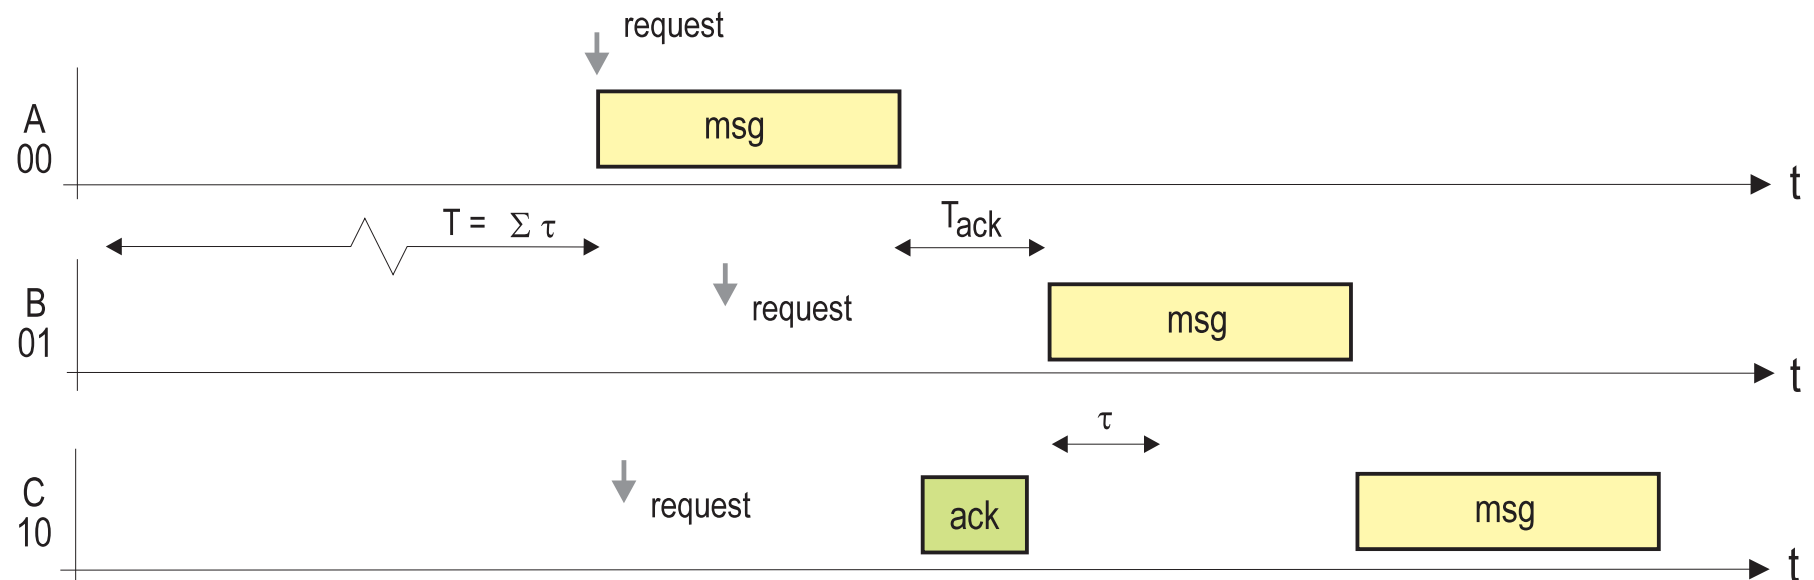 request
A
00
msg
t
T = Σ τ
Tack
B
01
request
msg
t
τ
C
10
request
ack
msg
t